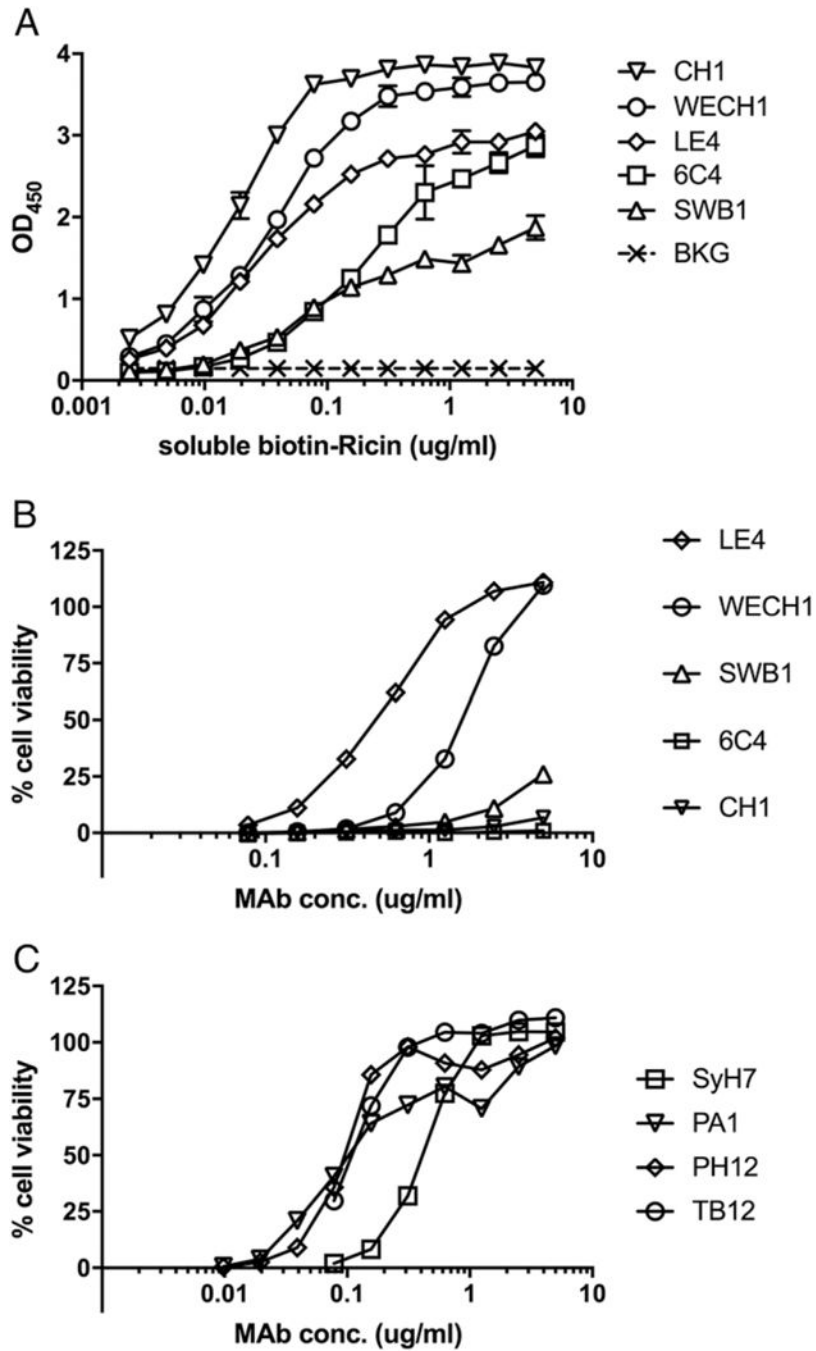 A
4
3
2
1
0
OD450
0.001 0.01 0.1 1 10
soluble biotin-Ricin (ug/ml)
CH1
WECH1
LE4
6C4
SWB1
BKG
B
125
100
75
50
25
0
% cell viability
0.1 1 10
MAb conc. (ug/ml)
LE4
WECH1
SWB1
6C4
CH1
C
125
100
75
50
25
0
% cell viability
0.01 0.1 1 10
MAb conc. (ug/ml)
SyH7
PA1
PH12
TB12